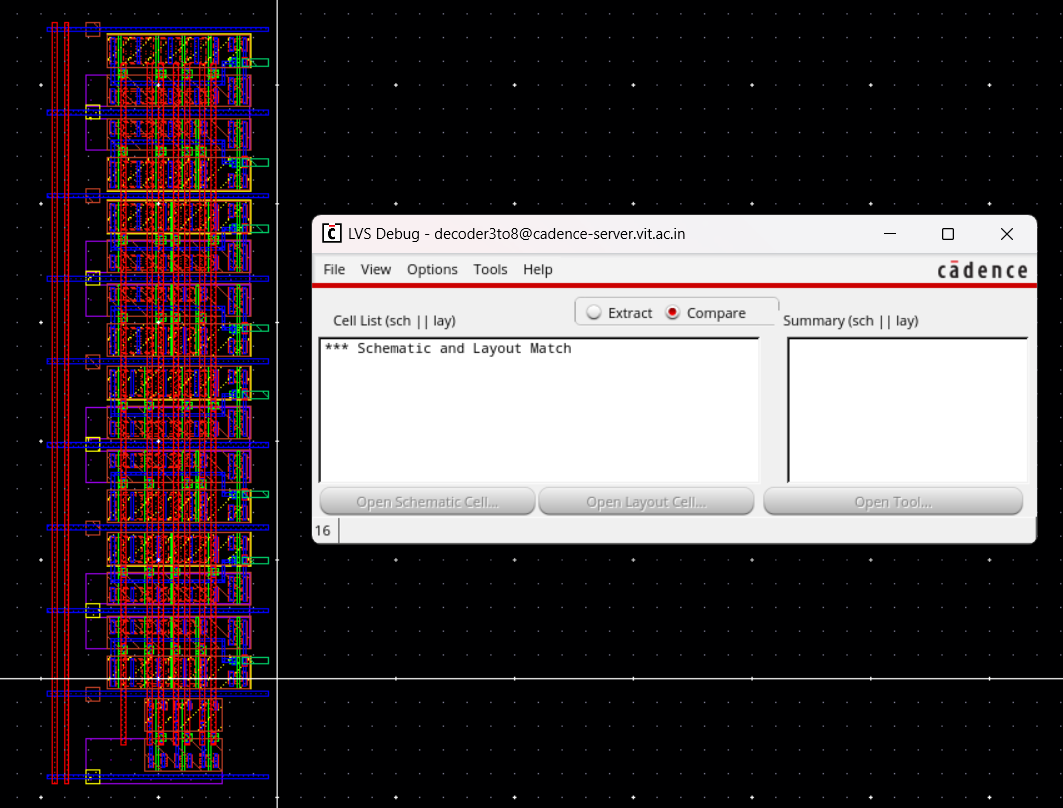 LVS Debug - decoder3to8@cadence-server.vit.ac.in
File View Options Tools Help
cādence
Extract Compare
Cell List (sch || lay)
Summary (sch || lay)
*** Schematic and Layout Match
Open Schematic Cell... Open Layout Cell... Open Tool...
16